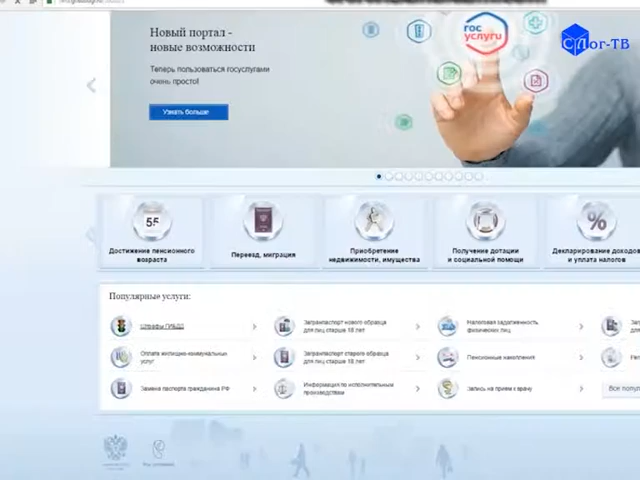 Новый портал -
новые возможности
гос
услуги
СЛог-ТВ
Теперь пользоваться госуслугами
очень просто!
Узнать больше
55
%
Достижение пенсионного
возраста
Переезд, миграция
Приобретение
недвижимости, имущества
Получение дотации
и социальной помощи
Декларирование доходов
и уплата налогов
Популярные услуги:
Штрафы ГИБДД
Загранпаспорт нового образца
для лиц старше 18 лет
Налоговая задолженность
физических лиц
Оплата жилищно-коммунальных
услуг
Загранпаспорт старого образца
для лиц старше 18 лет
Пенсионные накопления
Замена паспорта гражданина РФ
Информация по исполнительным
производствам
Запись на прием к врачу
Все попул